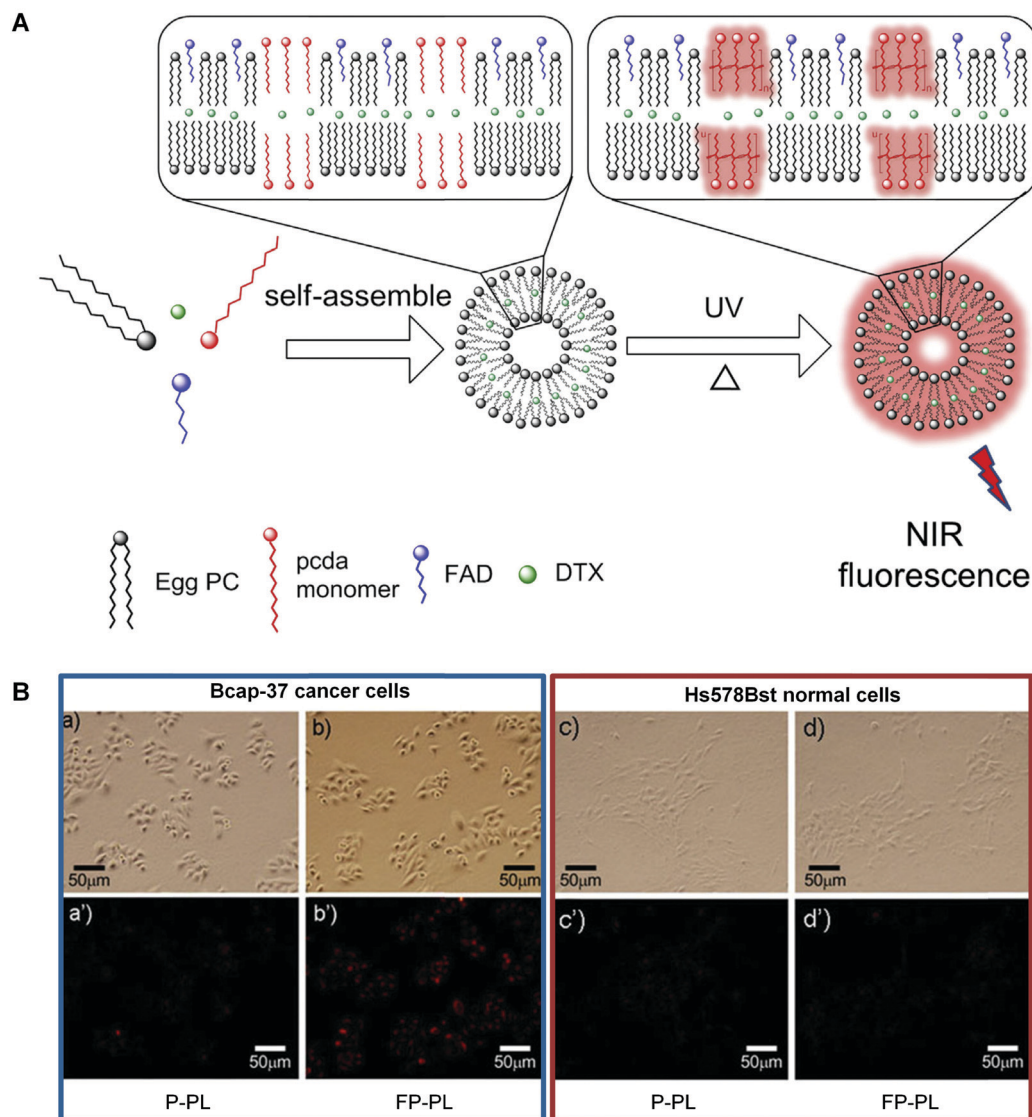 A
n
n
u
u
self-assemble
UV
△
NIR
fluorescence
Egg PC
pcda
monomer
FAD
DTX
B
Bcap-37 cancer cells
Hs578Bst normal cells
a)
b)
c)
d)
50μm
50μm
50μm
50μm
a')
b')
c')
d')
50μm
50μm
50μm
50μm
P-PL
FP-PL
P-PL
FP-PL